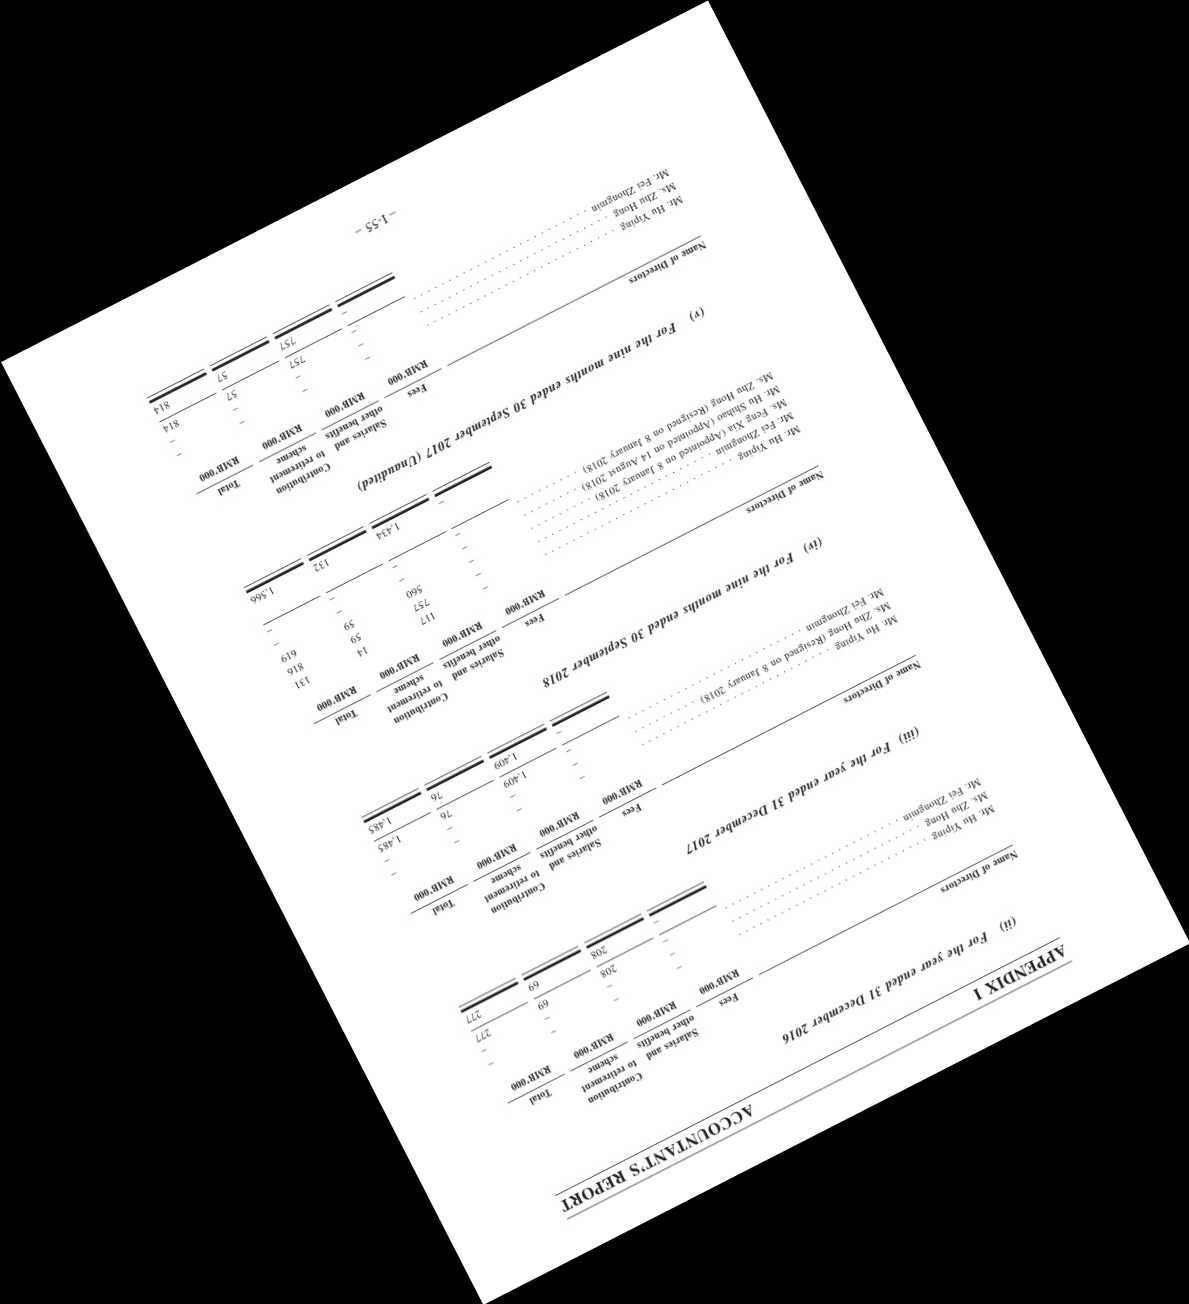 APPENDIX I ACCOUNTANT'S REPORT
(ii) For the year ended 31 December 2016
Name of Directors Fees Salaries and other benefits Contribution to retirement scheme Total
RMB'000 RMB'000 RMB'000 RMB'000
Mr. Hu Yiping – – – –
Ms. Zhu Hong – – – –
Mr. Fei Zhongmin – 208 69 277
– 208 69 277
(iii) For the year ended 31 December 2017
Name of Directors Fees Salaries and other benefits Contribution to retirement scheme Total
RMB'000 RMB'000 RMB'000 RMB'000
Mr. Hu Yiping – – – –
Ms. Zhu Hong (Resigned on 8 January 2018) – – – –
Mr. Fei Zhongmin – 1,409 76 1,485
– 1,409 76 1,485
(iv) For the nine months ended 30 September 2018
Name of Directors Fees Salaries and other benefits Contribution to retirement scheme Total
RMB'000 RMB'000 RMB'000 RMB'000
Mr. Hu Yiping – 117 14 131
Mr. Fei Zhongmin – 757 59 816
Ms. Feng Xin (Appointed on 8 January 2018) – 560 59 619
Mr. Hu Shihao (Appointed on 14 August 2018) – – – –
Ms. Zhu Hong (Resigned on 8 January 2018) – – – –
– 1,434 132 1,566
(v) For the nine months ended 30 September 2017 (Unaudited)
Name of Directors Fees Salaries and other benefits Contribution to retirement scheme Total
RMB'000 RMB'000 RMB'000 RMB'000
Mr. Hu Yiping – – – –
Ms. Zhu Hong – – – –
Mr. Fei Zhongmin – 757 57 814
– 757 57 814
– I-55 –